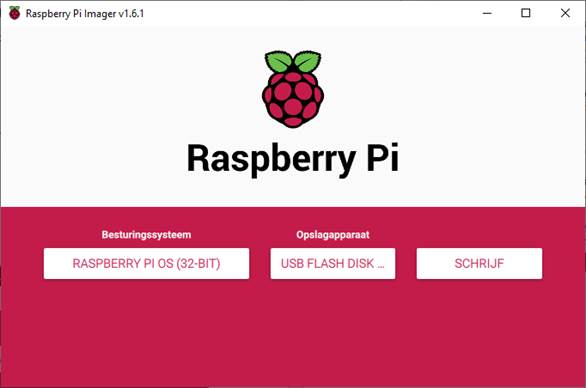 Raspberry Pi Imager v1.6.1
Raspberry Pi
Besturingssysteem
Opslagapparaat
RASPBERRY PI OS (32-BIT)
USB FLASH DISK ...
SCHRIJF